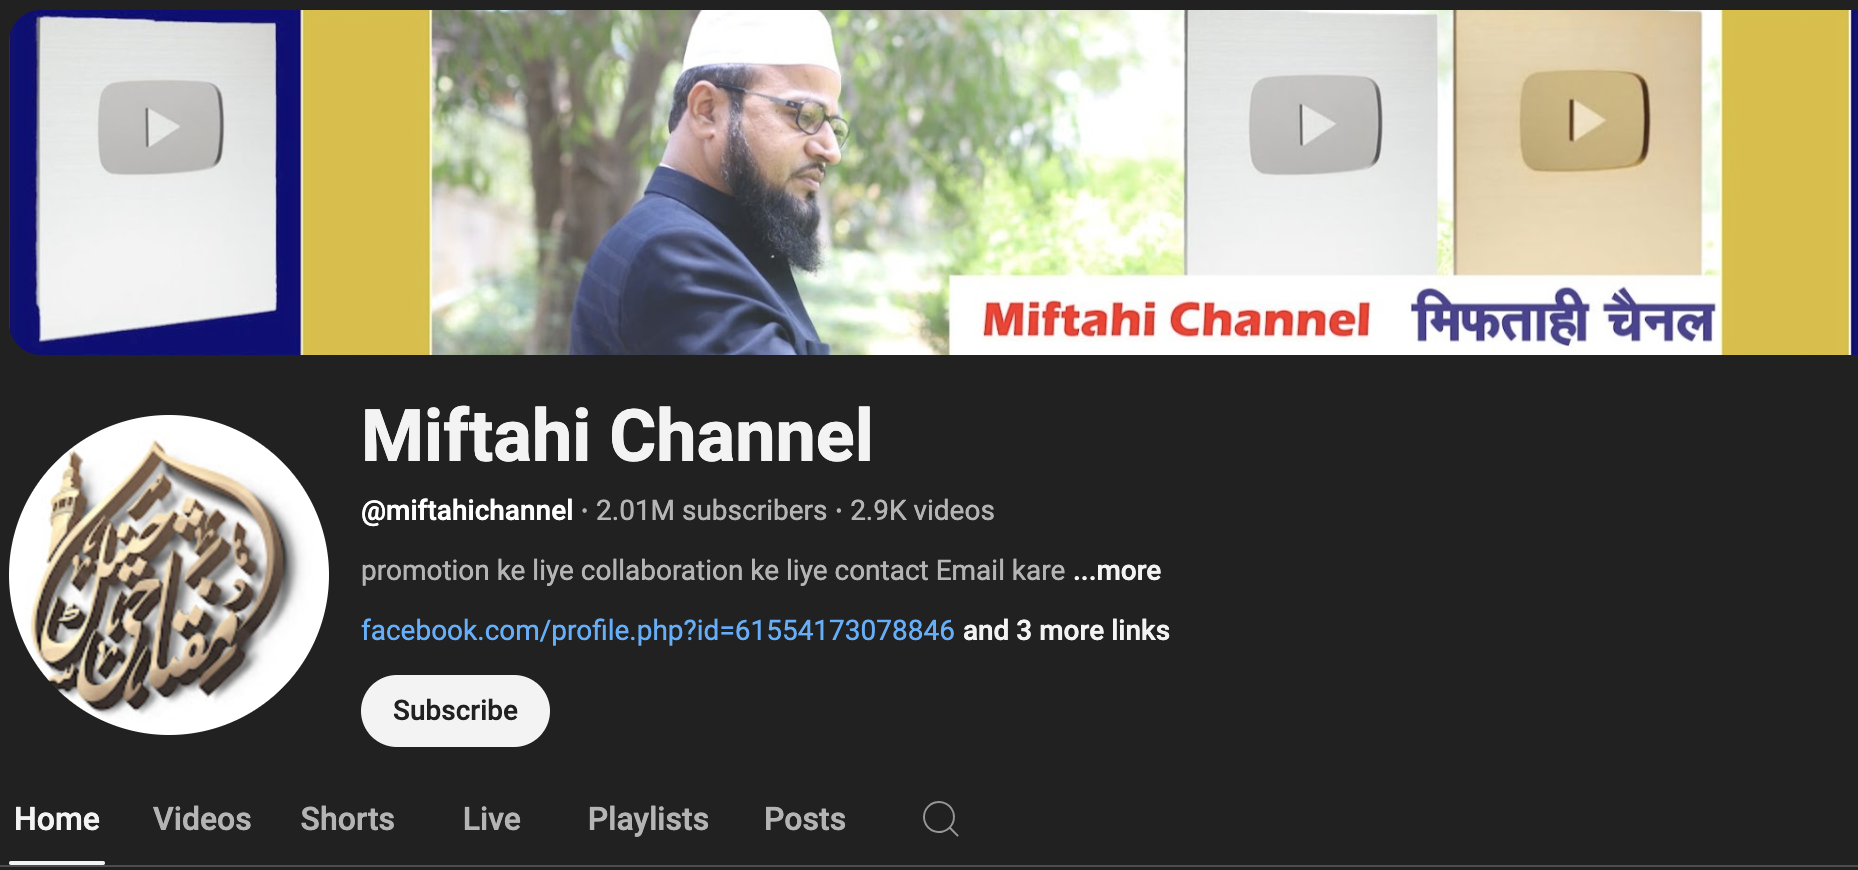 Miftahi Channel मिफताही चैनल
Miftahi Channel
@miftahichannel · 2.01M subscribers · 2.9K videos
promotion ke liye collaboration ke liye contact Email kare ...more
facebook.com/profile.php?id=61554173078846 and 3 more links
Subscribe
Home Videos Shorts Live Playlists Posts